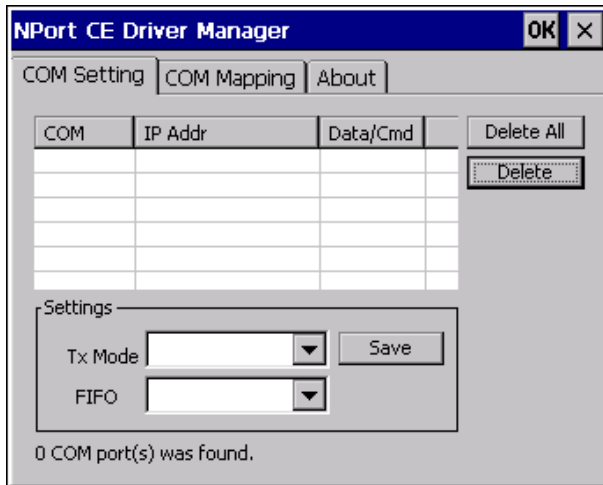 NPort CE Driver Manager OK ×
COM Setting COM Mapping About
COM IP Addr Data/Cmd Delete All
Delete
Settings
Tx Mode Save
FIFO
0 COM port(s) was found.